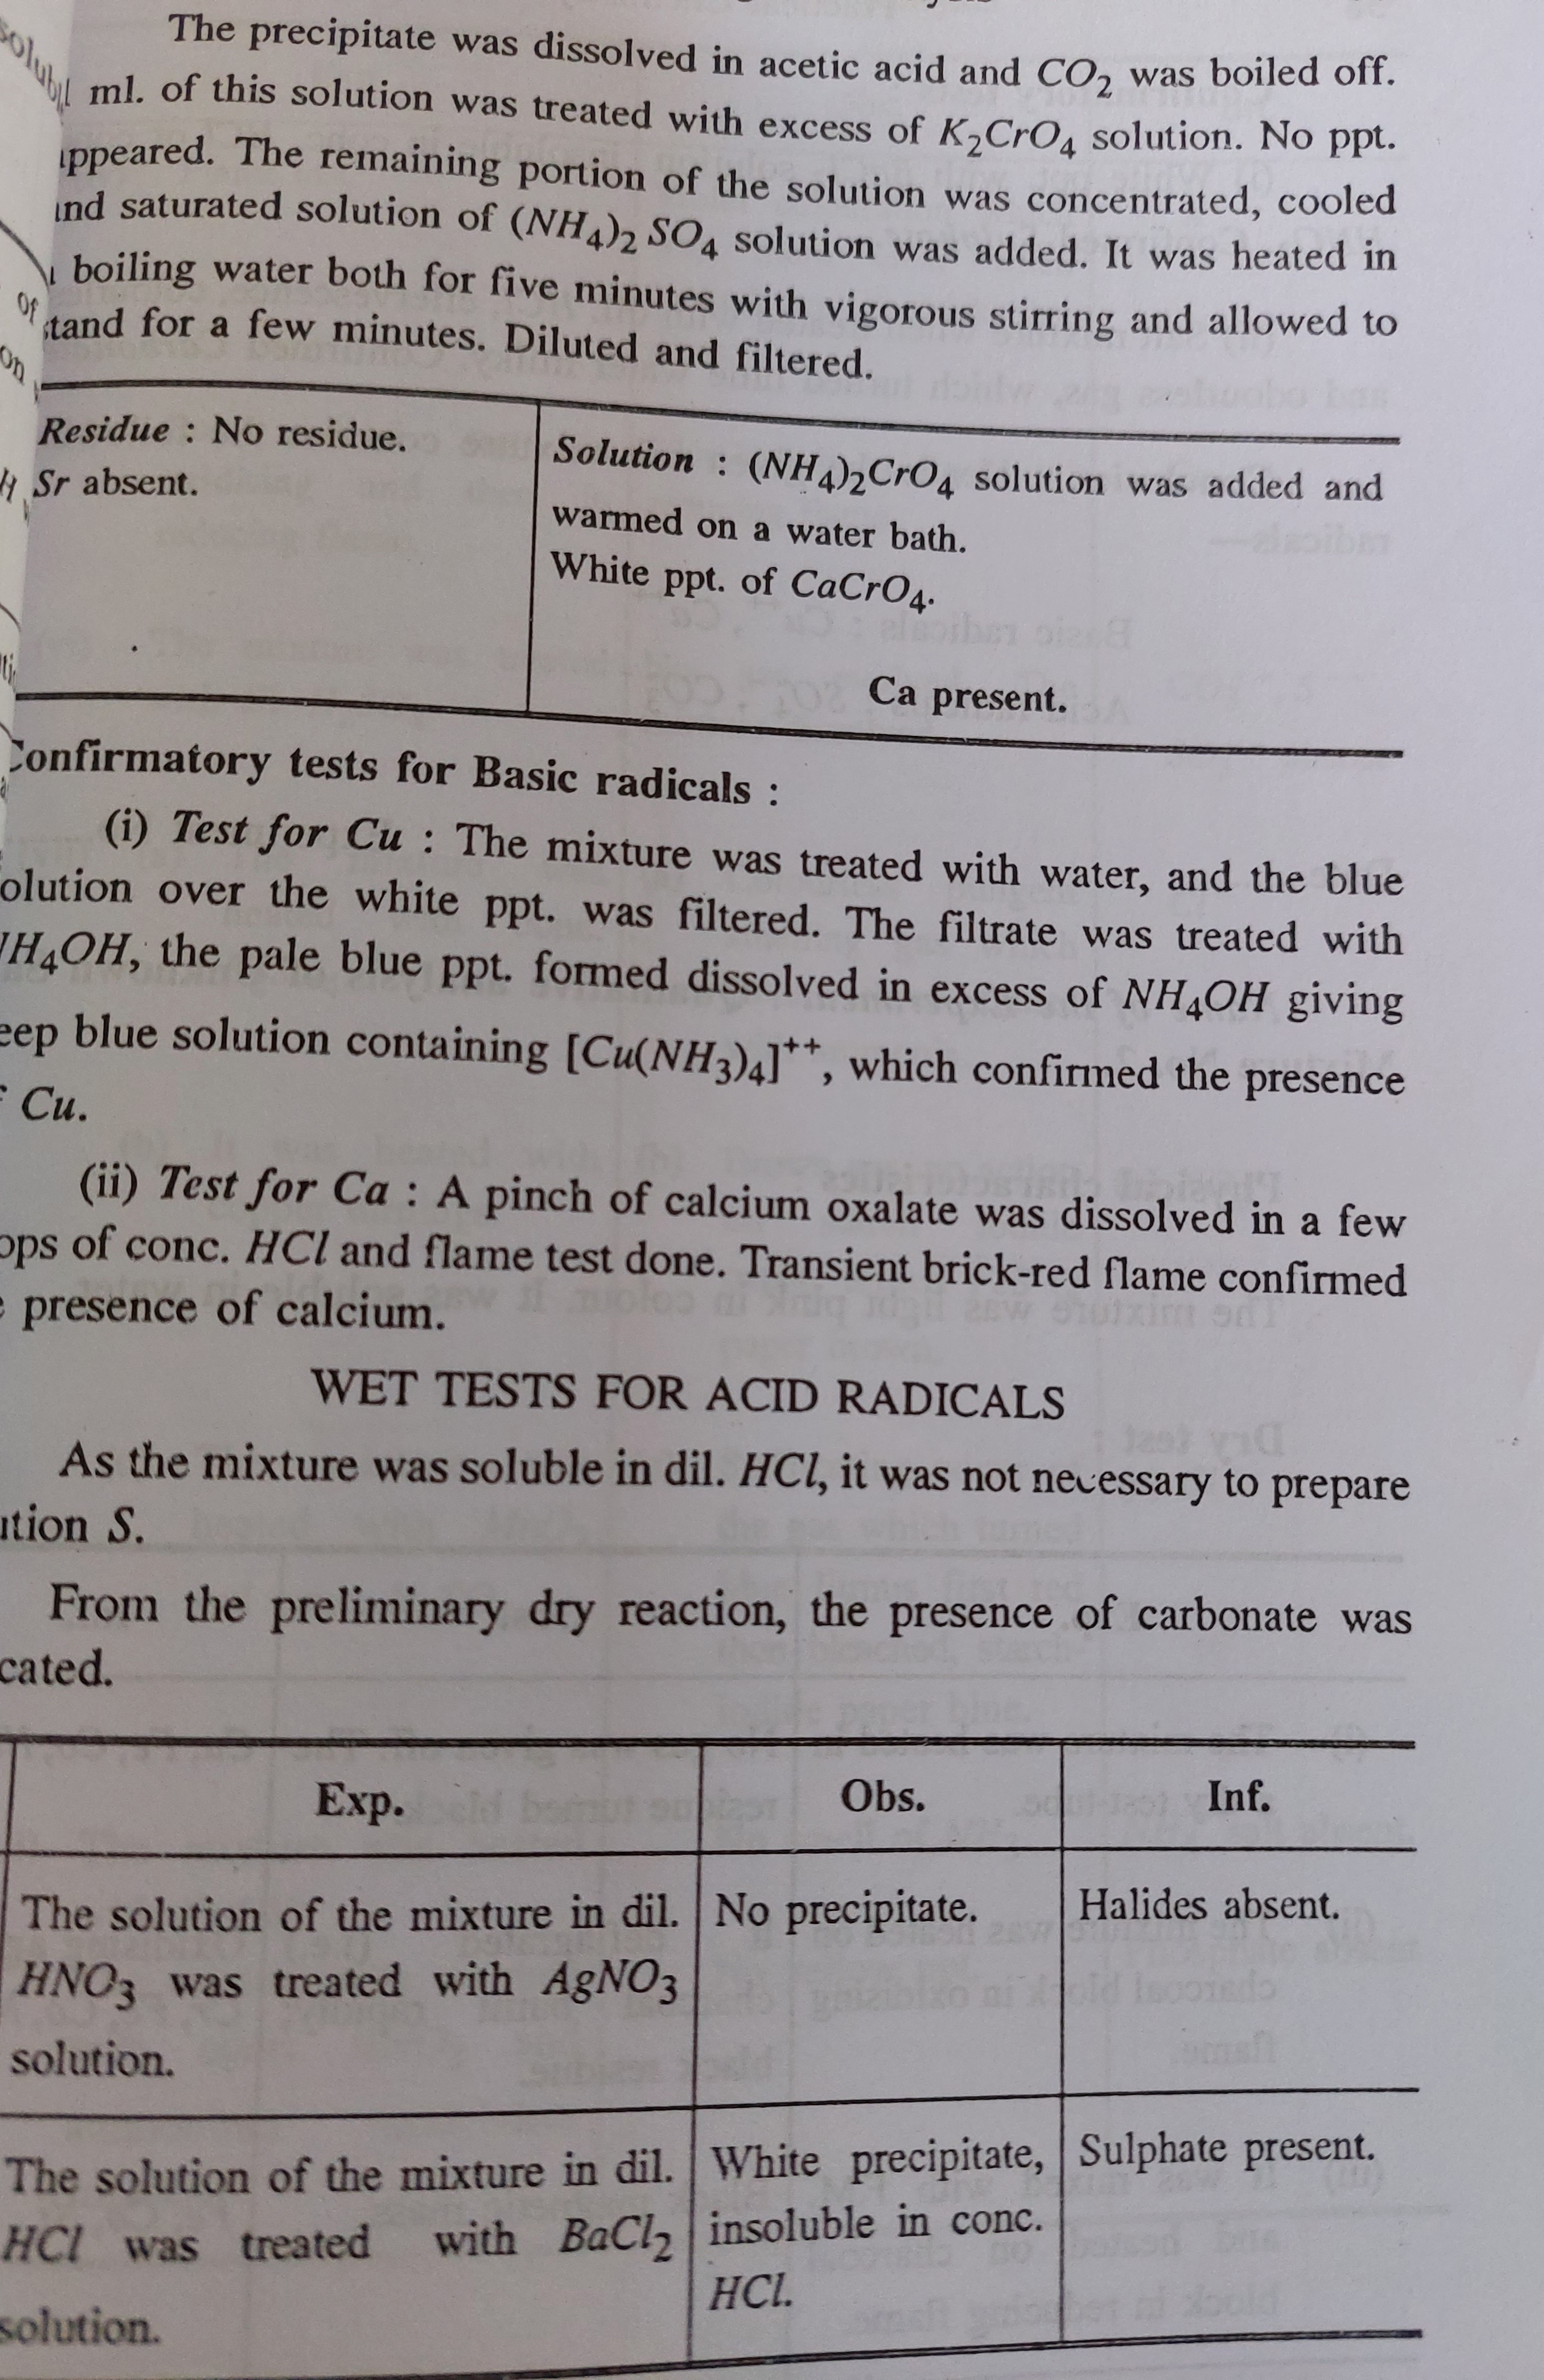 The precipitate was dissolved in acetic acid and CO₂ was boiled off.
ml. of this solution was treated with excess of K₂CrO₄ solution. No ppt.
ppeared. The remaining portion of the solution was concentrated, cooled
nd saturated solution of (NH₄)₂ SO₄ solution was added. It was heated in
boiling water both for five minutes with vigorous stirring and allowed to
tand for a few minutes. Diluted and filtered.
Residue : No residue.
Sr absent.
Solution : (NH₄)₂CrO₄ solution was added and
warmed on a water bath.
White ppt. of CaCrO₄.
Ca present.
onfirmatory tests for Basic radicals :
(i) Test for Cu : The mixture was treated with water, and the blue
olution over the white ppt. was filtered. The filtrate was treated with
H₄OH, the pale blue ppt. formed dissolved in excess of NH₄OH giving
eep blue solution containing [Cu(NH₃)₄]⁺⁺, which confirmed the presence
Cu.
(ii) Test for Ca : A pinch of calcium oxalate was dissolved in a few
ops of conc. HCl and flame test done. Transient brick-red flame confirmed
presence of calcium.
WET TESTS FOR ACID RADICALS
As the mixture was soluble in dil. HCl, it was not necessary to prepare
tion S.
From the preliminary dry reaction, the presence of carbonate was
cated.
Exp.
Obs.
Inf.
The solution of the mixture in dil.
HNO₃ was treated with AgNO₃
solution.
No precipitate.
Halides absent.
The solution of the mixture in dil.
HCl was treated with BaCl₂
solution.
White precipitate,
insoluble in conc.
HCl.
Sulphate present.